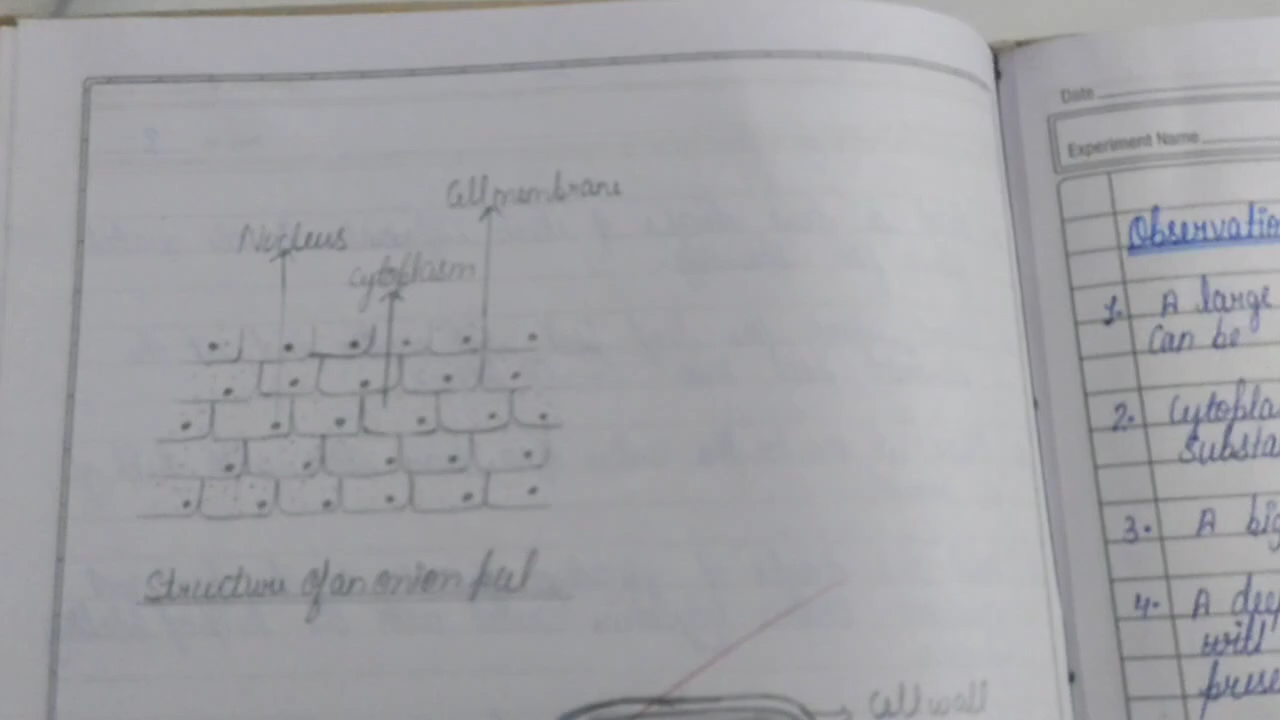 Cell membrane
Nucleus
cytoplasm
Structure of an onion peel
Cell wall
Date
Experiment Name
Observatio
1. A large
Can be
2. Cytopla
substa
3. A big
4. A deep
will
prese